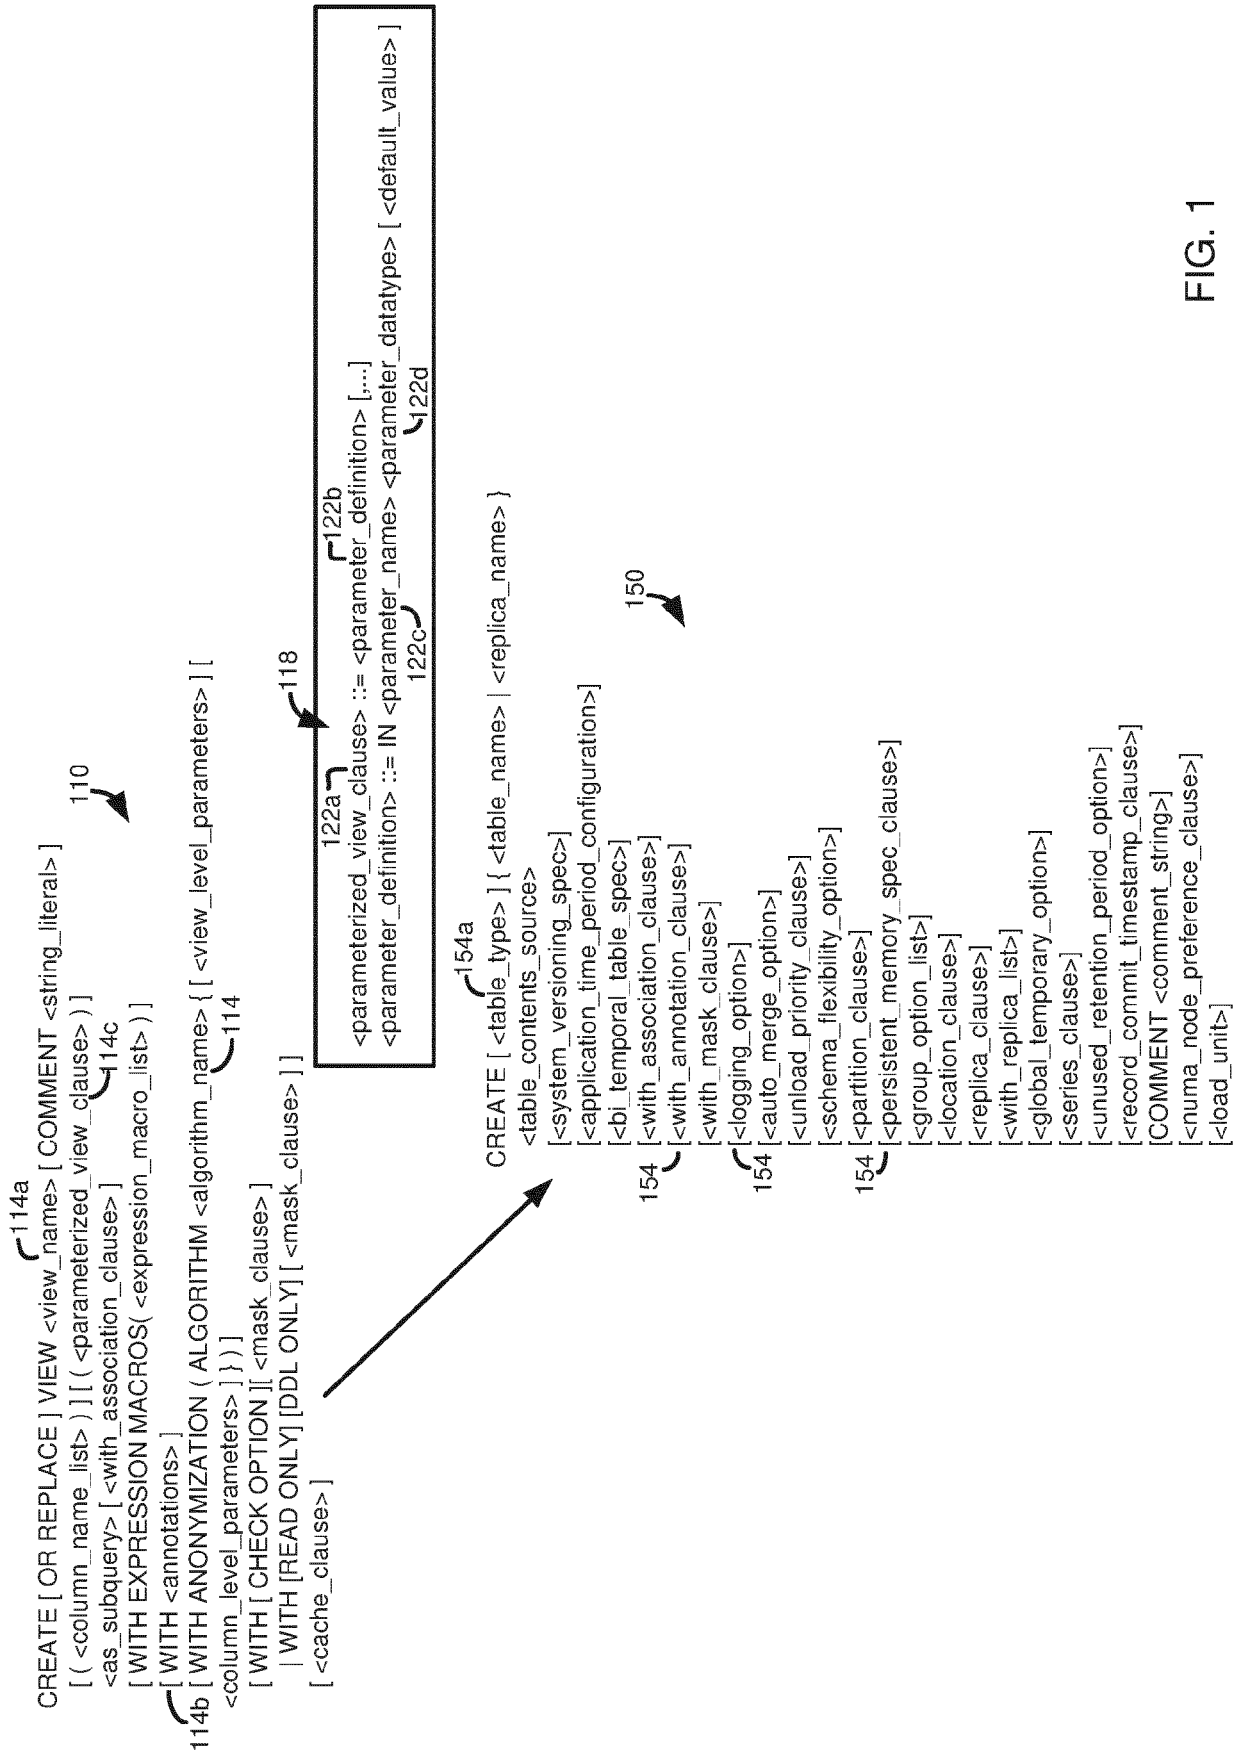 114a
CREATE [ OR REPLACE ] VIEW <view_name> [ COMMENT <string_literal> ]
[ ( <column_name_list> ) ] [ ( <parameterized_view_clause> ) ]
114c
110
<as_subquery> [ <with_association_clause> ]
[ WITH EXPRESSION MACROS( <expression_macro_list> ) ]
[ WITH <annotations> ]
114b
[ WITH ANONYMIZATION ( ALGORITHM <algorithm_name> { [ <view_level_parameters> ] [
114
<column_level_parameters> ] } ) ]
[ WITH [ CHECK OPTION ][ <mask_clause> ]
| WITH [READ ONLY] [DDL ONLY] [ <mask_clause> ] ]
[ <cache_clause> ]
118
122a
122b
<parameterized_view_clause> ::= <parameter_definition> [,...]
<parameter_definition> ::= IN <parameter_name> <parameter_datatype> [ <default_value> ]
122c
122d
154a
CREATE [ <table_type> ] { <table_name> | <replica_name> }
<table_contents_source>
[<system_versioning_spec>]
[<application_time_period_configuration>]
[<bi_temporal_table_spec>]
[<with_association_clause>]
154
[<with_annotation_clause>]
150
[<with_mask_clause>]
[<logging_option>]
154
[<auto_merge_option>]
[<unload_priority_clause>]
[<schema_flexibility_option>]
[<partition_clause>]
154
[<persistent_memory_spec_clause>]
[<group_option_list>]
[<location_clause>]
[<replica_clause>]
[<with_replica_list>]
[<global_temporary_option>]
[<series_clause>]
[<unused_retention_period_option>]
[<record_commit_timestamp_clause>]
[COMMENT <comment_string>]
[<numa_node_preference_clause>]
[<load_unit>]
FIG. 1